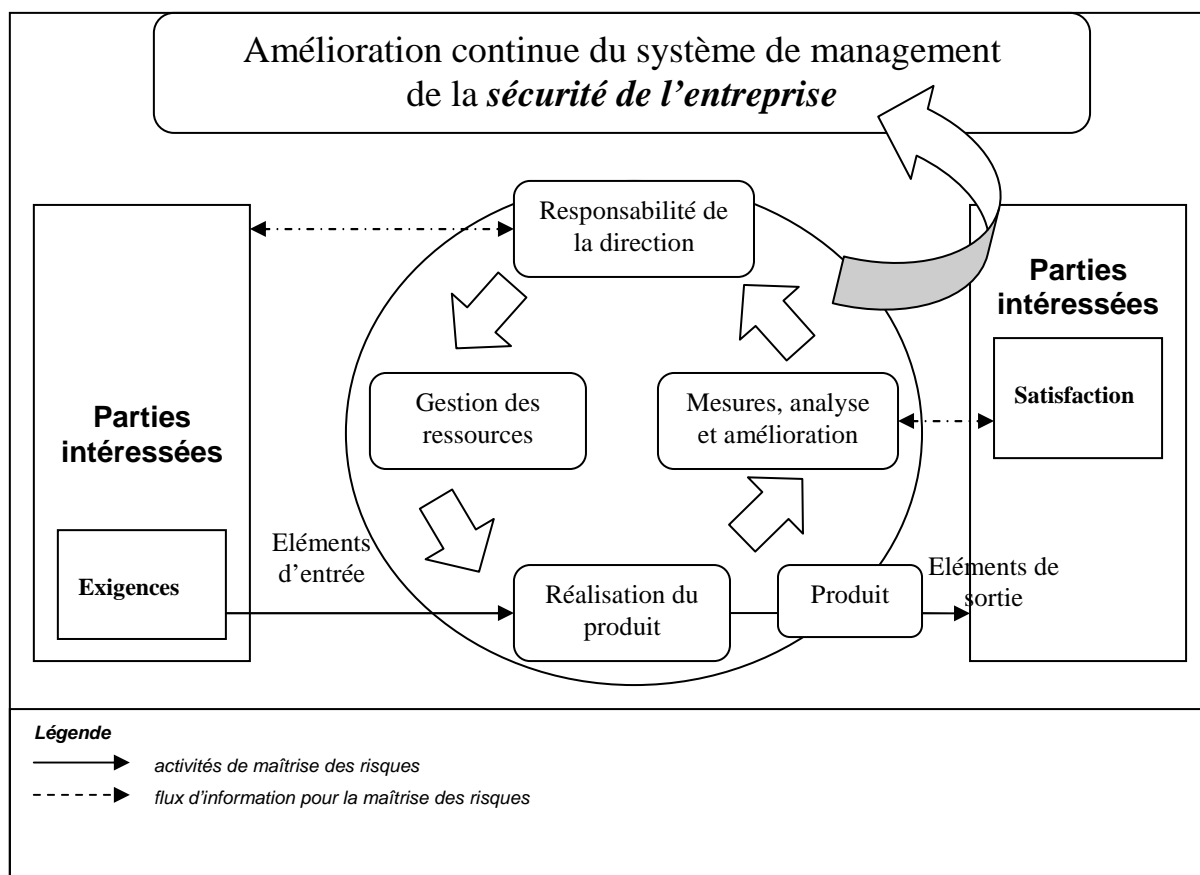 Amélioration continue du système de management
de la sécurité de l’entreprise
Responsabilité de
la direction
Parties
intéressées
Gestion des
ressources
Mesures, analyse
et amélioration
Satisfaction
Parties
intéressées
Exigences
Eléments
d’entrée
Réalisation du
produit
Produit
Eléments de
sortie
Légende
activités de maîtrise des risques
flux d’information pour la maîtrise des risques